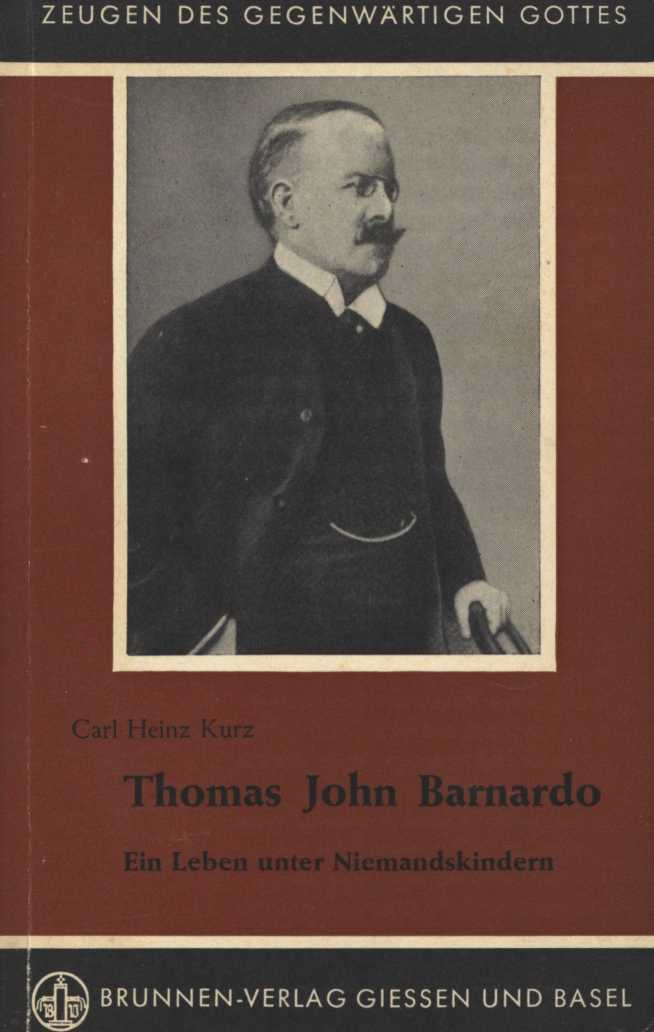 ZEUGEN DES GEGENWÄRTIGEN GOTTES
Carl Heinz Kurz
Thomas John Barnardo
Ein Leben unter Niemandskindern
BRUNNEN-VERLAG GIESSEN UND BASEL